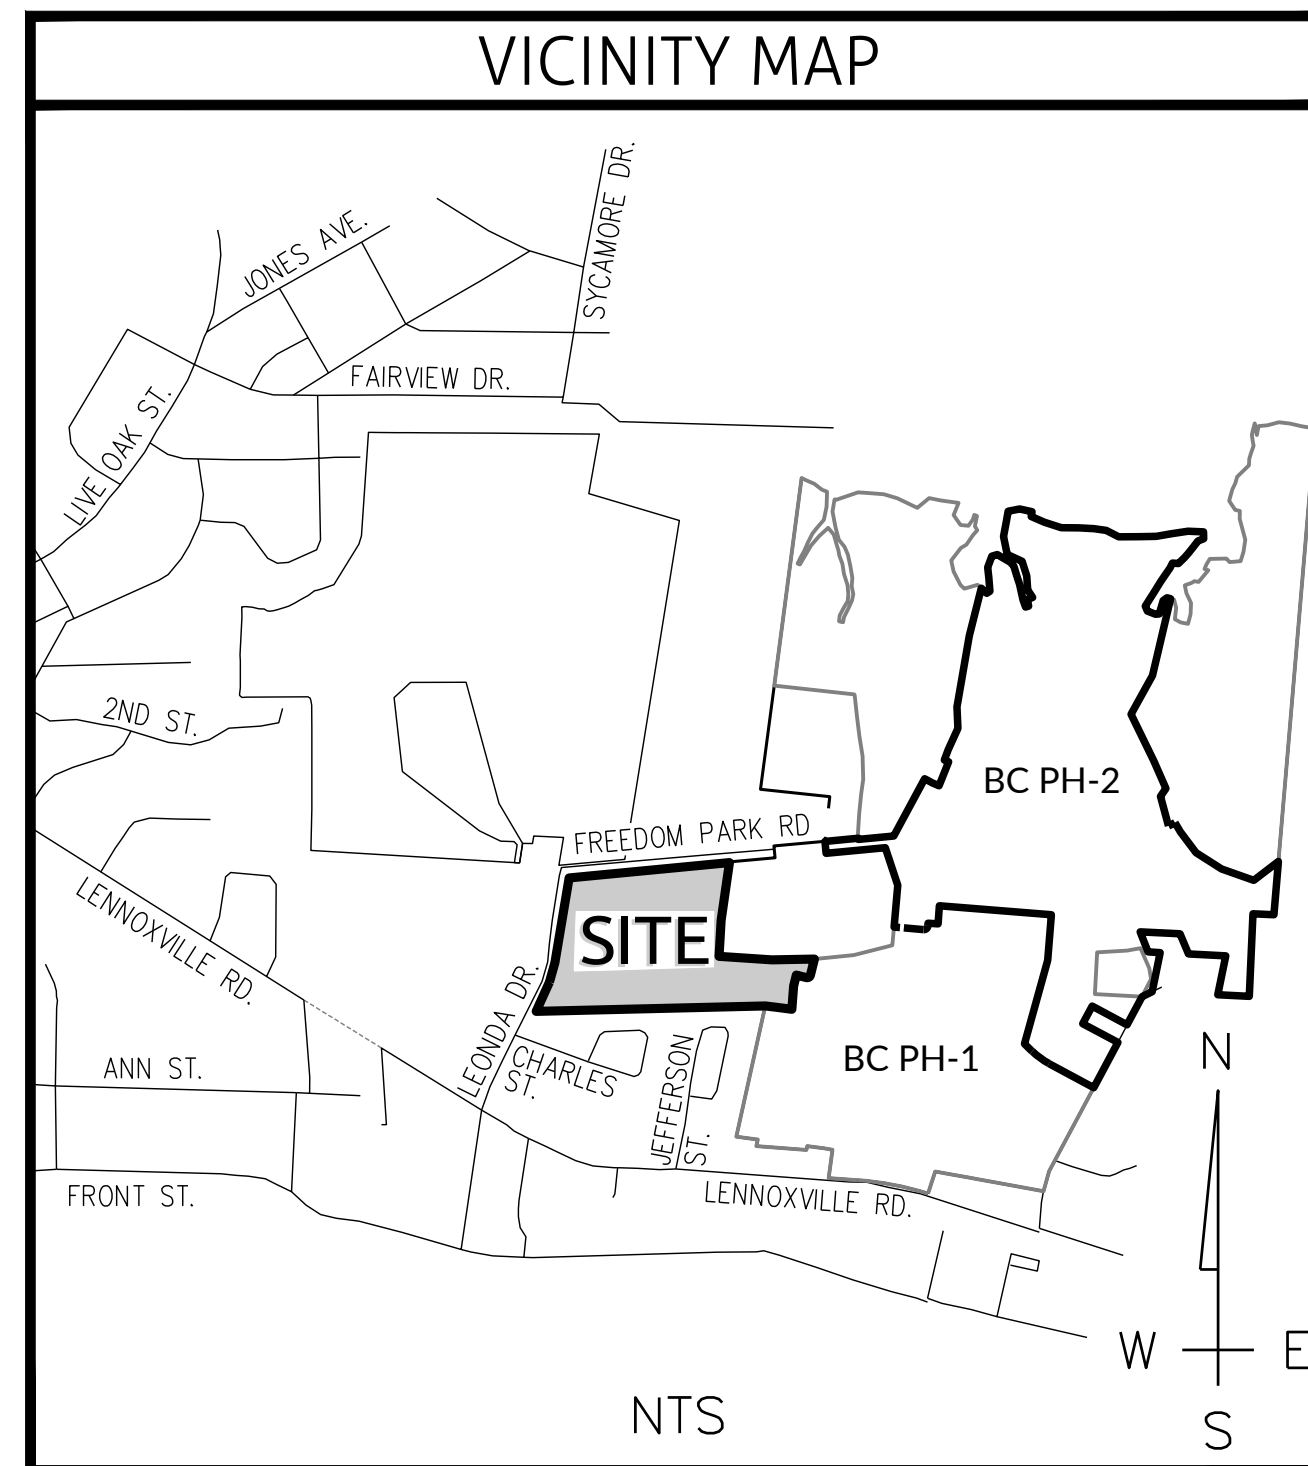 VICINITY MAP
SYCAMORE DR.
JONES AVE.
FAIRVIEW DR.
LIVE OAK ST.
2ND ST.
BC PH-2
FREEDOM PARK RD
LENNOXVILLE RD.
SITE
LEONDA DR.
CHARLES
ST.
JEFFERSON
ST.
BC PH-1
ANN ST.
FRONT ST.
LENNOXVILLE RD.
N
W
E
S
NTS